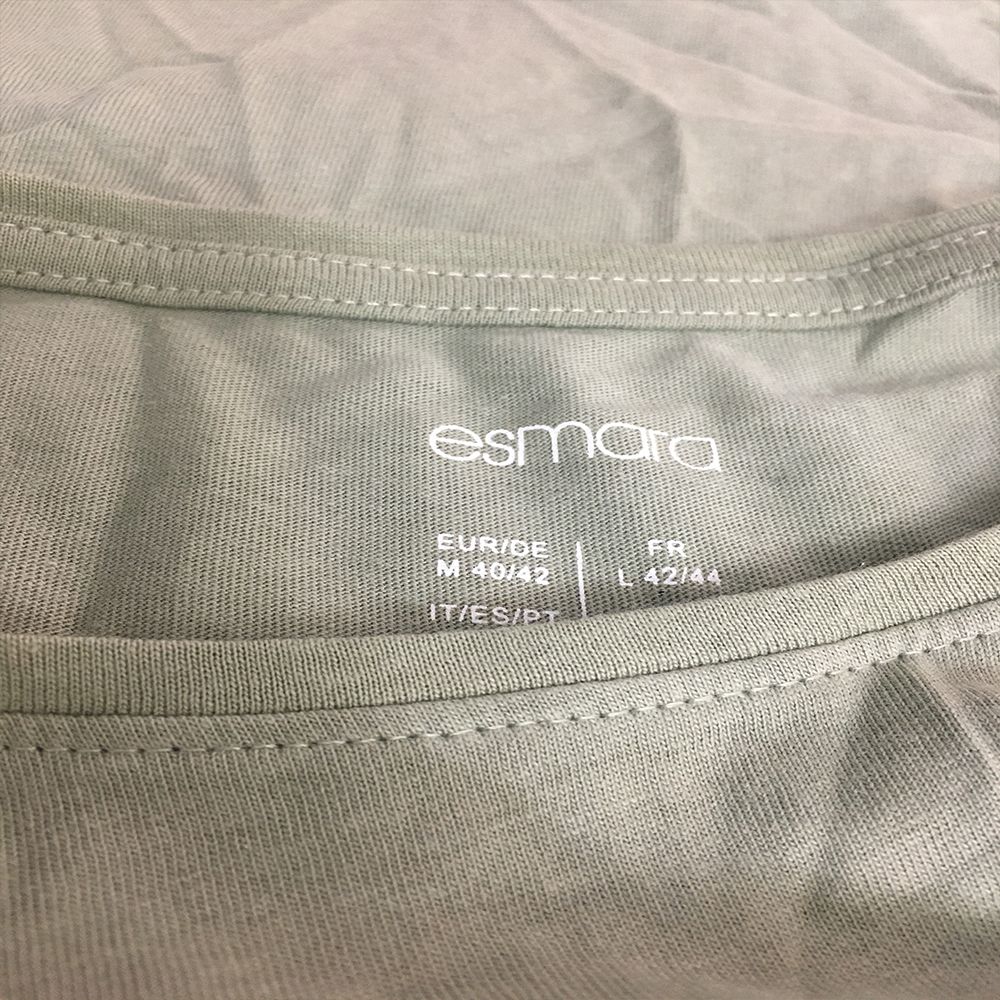 esmara
EUR/DE
M 40/42
FR
L 42/44
IT/ES/PT